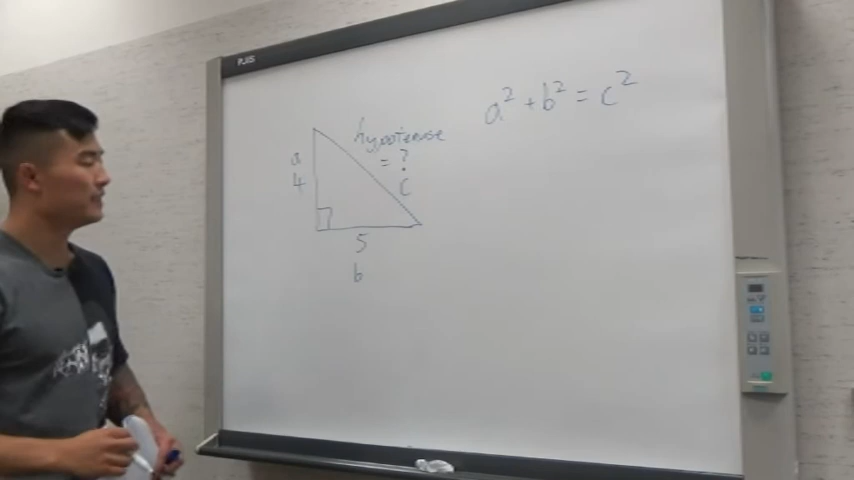 PLUS
a² + b² = c²
hypotenuse
= ?
a
4
c
5
b